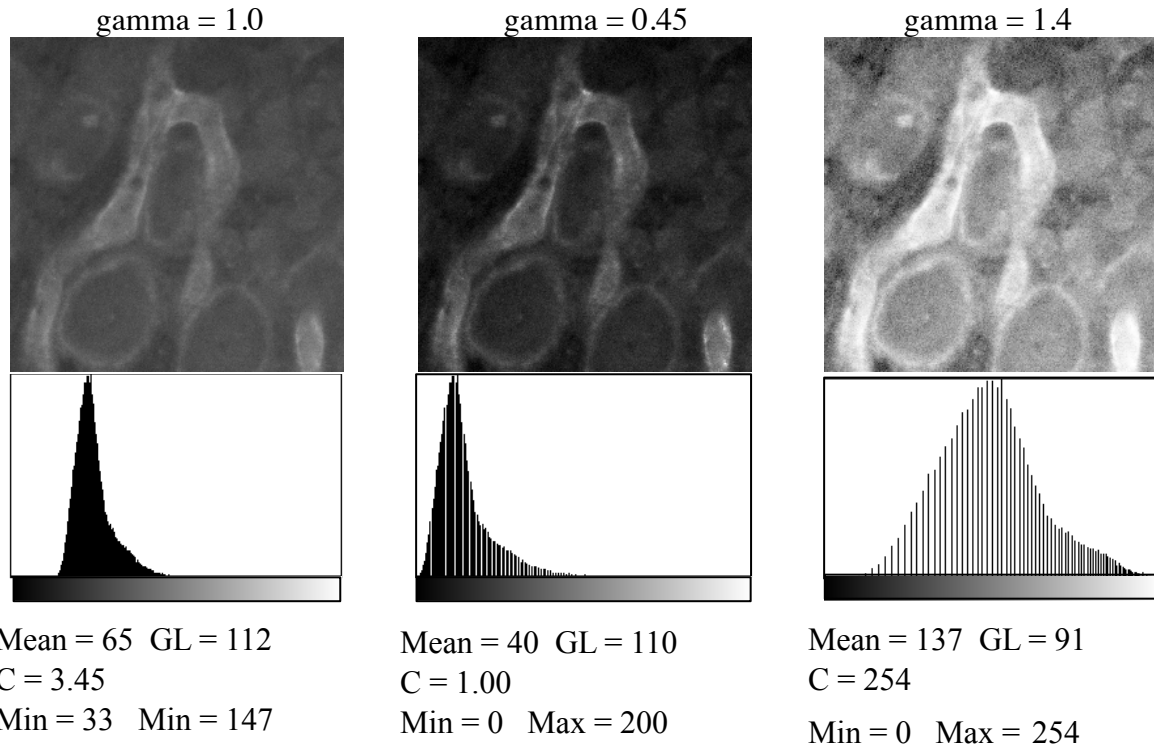 gamma = 1.0
gamma = 0.45
gamma = 1.4
Mean = 65 GL = 112
C = 3.45
Min = 33 Min = 147
Mean = 40 GL = 110
C = 1.00
Min = 0 Max = 200
Mean = 137 GL = 91
C = 254
Min = 0 Max = 254